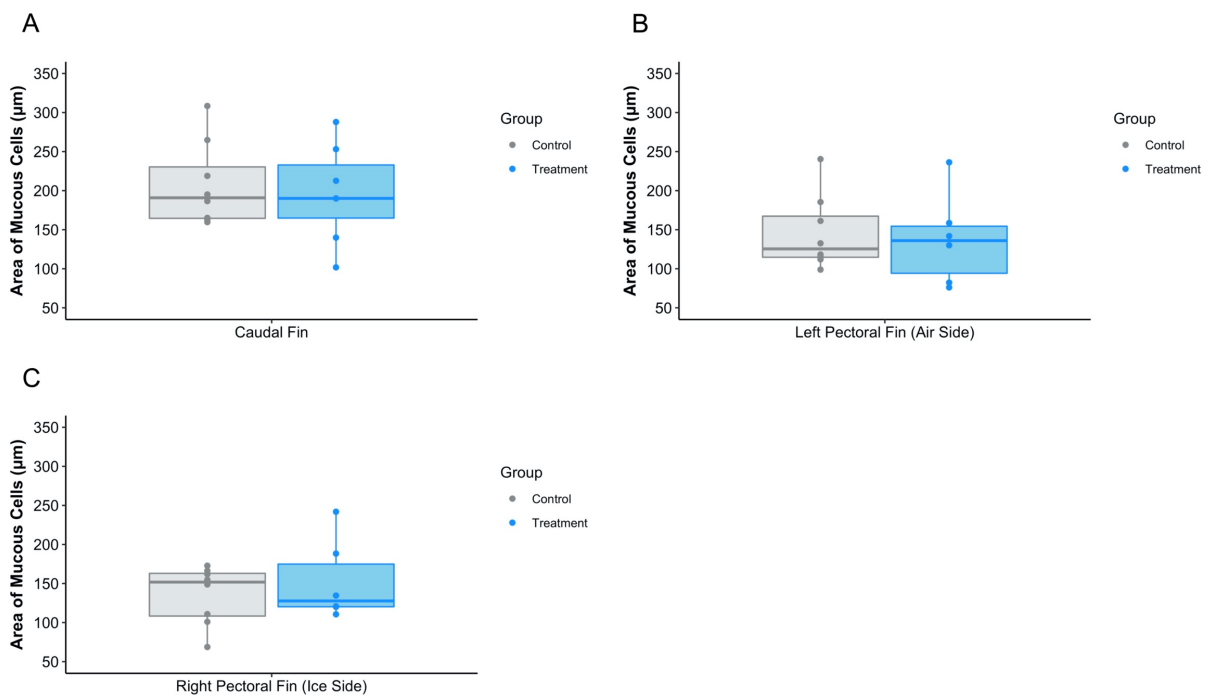 A
Area of Mucous Cells (µm)
350
300
250
200
150
100
50
Caudal Fin
Group
Control
Treatment
B
Area of Mucous Cells (µm)
350
300
250
200
150
100
50
Left Pectoral Fin (Air Side)
Group
Control
Treatment
C
Area of Mucous Cells (µm)
350
300
250
200
150
100
50
Right Pectoral Fin (Ice Side)
Group
Control
Treatment